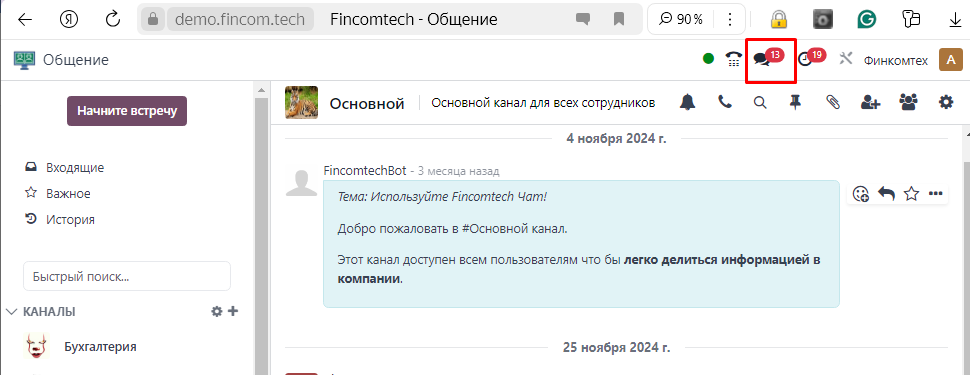 demo.fincom.tech
Fincomtech - Общение
90 %
Общение
13
19
Финкомтех
A
Начните встречу
Входящие
Важное
История
Быстрый поиск...
КАНАЛЫ
Бухгалтерия
Основной
Основной канал для всех сотрудников
4 ноября 2024 г.
FincomtechBot - 3 месяца назад
Тема: Используйте Fincomtech Чат!
Добро пожаловать в #Основной канал.
Этот канал доступен всем пользователям что бы легко делиться информацией в
компании.
25 ноября 2024 г.